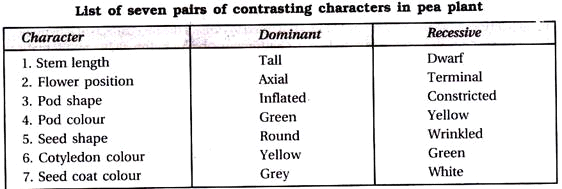 List of seven pairs of contrasting characters in pea plant
Character Dominant Recessive
1. Stem length Tall Dwarf
2. Flower position Axial Terminal
3. Pod shape Inflated Constricted
4. Pod colour Green Yellow
5. Seed shape Round Wrinkled
6. Cotyledon colour Yellow Green
7. Seed coat colour Grey White